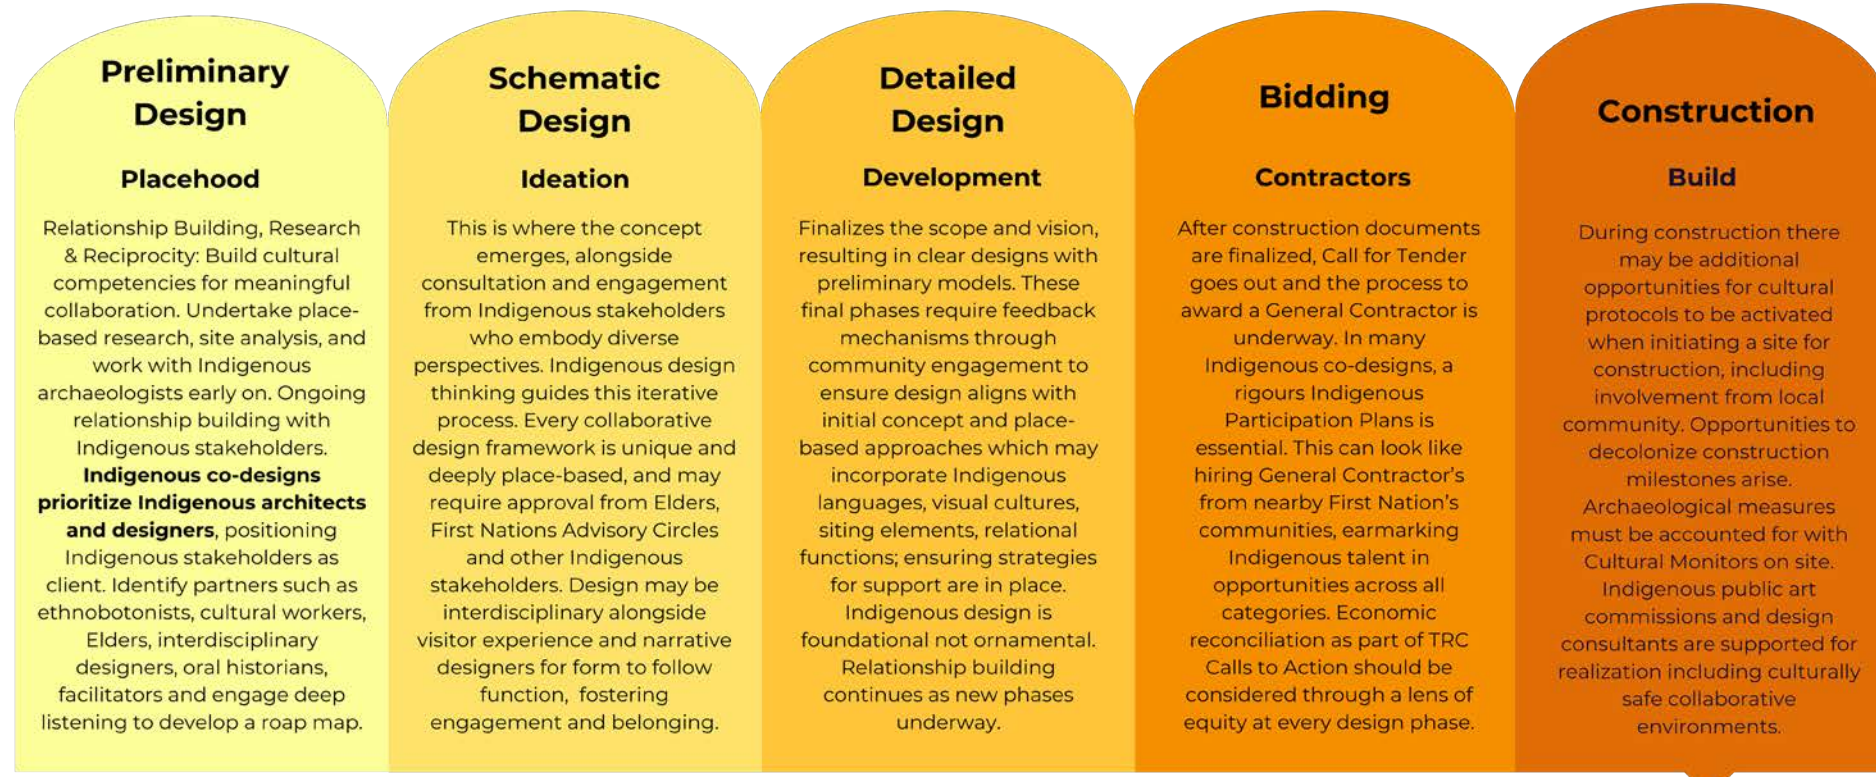 Preliminary
Design
Placehood
Relationship Building, Research
& Reciprocity: Build cultural
competencies for meaningful
collaboration. Undertake place-
based research, site analysis, and
work with Indigenous
archaeologists early on. Ongoing
relationship building with
Indigenous stakeholders.
Indigenous co-designs
prioritize Indigenous architects
and designers, positioning
Indigenous stakeholders as
client. Identify partners such as
ethnobotonists, cultural workers,
Elders, interdisciplinary
designers, oral historians,
facilitators and engage deep
listening to develop a roap map.
Schematic
Design
Ideation
This is where the concept
emerges, alongside
consultation and engagement
from Indigenous stakeholders
who embody diverse
perspectives. Indigenous design
thinking guides this iterative
process. Every collaborative
design framework is unique and
deeply place-based, and may
require approval from Elders,
First Nations Advisory Circles
and other Indigenous
stakeholders. Design may be
interdisciplinary alongside
visitor experience and narrative
designers for form to follow
function, fostering
engagement and belonging.
Detailed
Design
Development
Finalizes the scope and vision,
resulting in clear designs with
preliminary models. These
final phases require feedback
mechanisms through
community engagement to
ensure design aligns with
initial concept and place-
based approaches which may
incorporate Indigenous
languages, visual cultures,
siting elements, relational
functions; ensuring strategies
for support are in place.
Indigenous design is
foundational not ornamental.
Relationship building
continues as new phases
underway.
Bidding
Contractors
After construction documents
are finalized, Call for Tender
goes out and the process to
award a General Contractor is
underway. In many
Indigenous co-designs, a
rigours Indigenous
Participation Plans is
essential. This can look like
hiring General Contractor's
from nearby First Nation's
communities, earmarking
Indigenous talent in
opportunities across all
categories. Economic
reconciliation as part of TRC
Calls to Action should be
considered through a lens of
equity at every design phase.
Construction
Build
During construction there
may be additional
opportunities for cultural
protocols to be activated
when initiating a site for
construction, including
involvement from local
community. Opportunities to
decolonize construction
milestones arise.
Archaeological measures
must be accounted for with
Cultural Monitors on site.
Indigenous public art
commissions and design
consultants are supported for
realization including culturally
safe collaborative
environments.